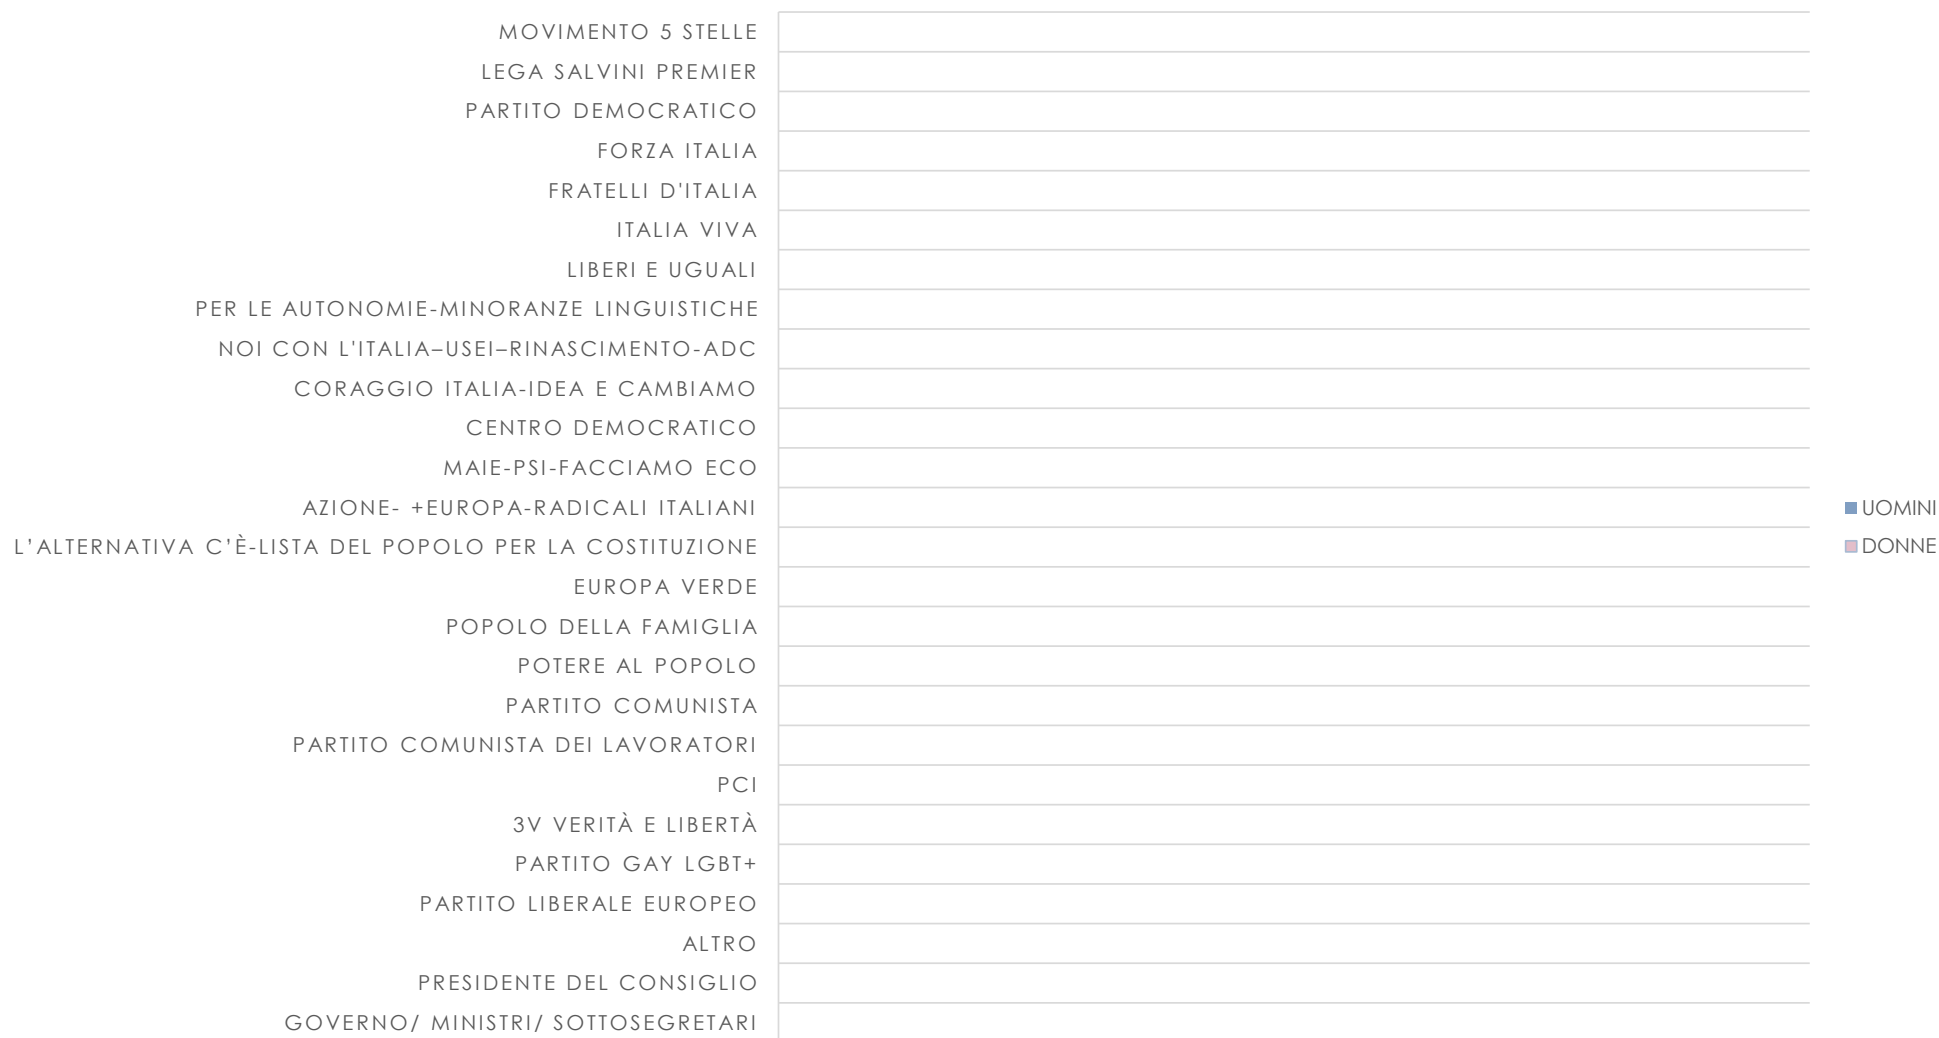 MOVIMENTO 5 STELLE
LEGA SALVINI PREMIER
PARTITO DEMOCRATICO
FORZA ITALIA
FRATELLI D'ITALIA
ITALIA VIVA
LIBERI E UGUALI
PER LE AUTONOMIE-MINORANZE LINGUISTICHE
NOI CON L'ITALIA–USEI–RINASCIMENTO-ADC
CORAGGIO ITALIA-IDEA E CAMBIAMO
CENTRO DEMOCRATICO
MAIE-PSI-FACCIAMO ECO
AZIONE- +EUROPA-RADICALI ITALIANI
L’ALTERNATIVA C’È-LISTA DEL POPOLO PER LA COSTITUZIONE
EUROPA VERDE
POPOLO DELLA FAMIGLIA
POTERE AL POPOLO
PARTITO COMUNISTA
PARTITO COMUNISTA DEI LAVORATORI
PCI
3V VERITÀ E LIBERTÀ
PARTITO GAY LGBT+
PARTITO LIBERALE EUROPEO
ALTRO
PRESIDENTE DEL CONSIGLIO
GOVERNO/ MINISTRI/ SOTTOSEGRETARI
UOMINI
DONNE